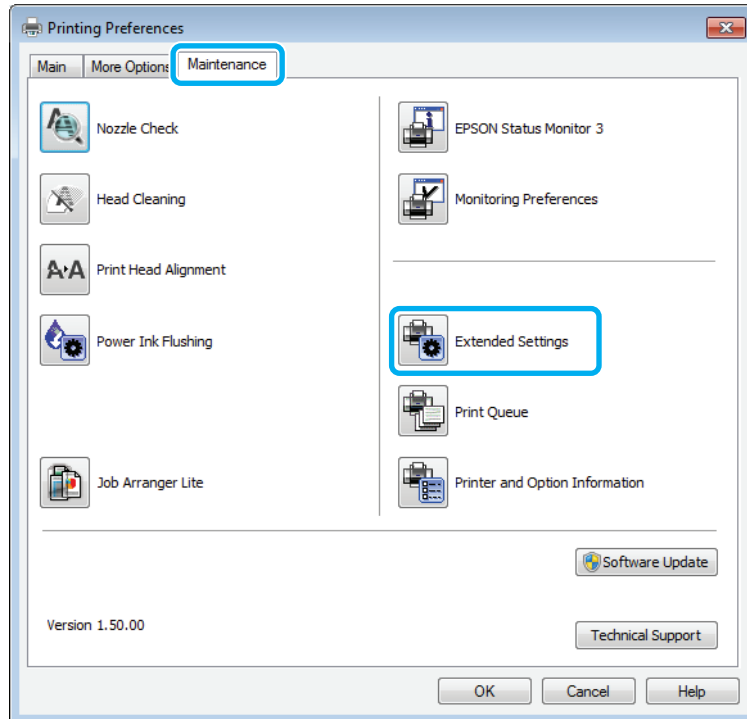 Printing Preferences
Main
More Options
Maintenance
Nozzle Check
EPSON Status Monitor 3
Head Cleaning
Monitoring Preferences
Print Head Alignment
Power Ink Flushing
Extended Settings
Print Queue
Job Arranger Lite
Printer and Option Information
Software Update
Version 1.50.00
Technical Support
OK
Cancel
Help